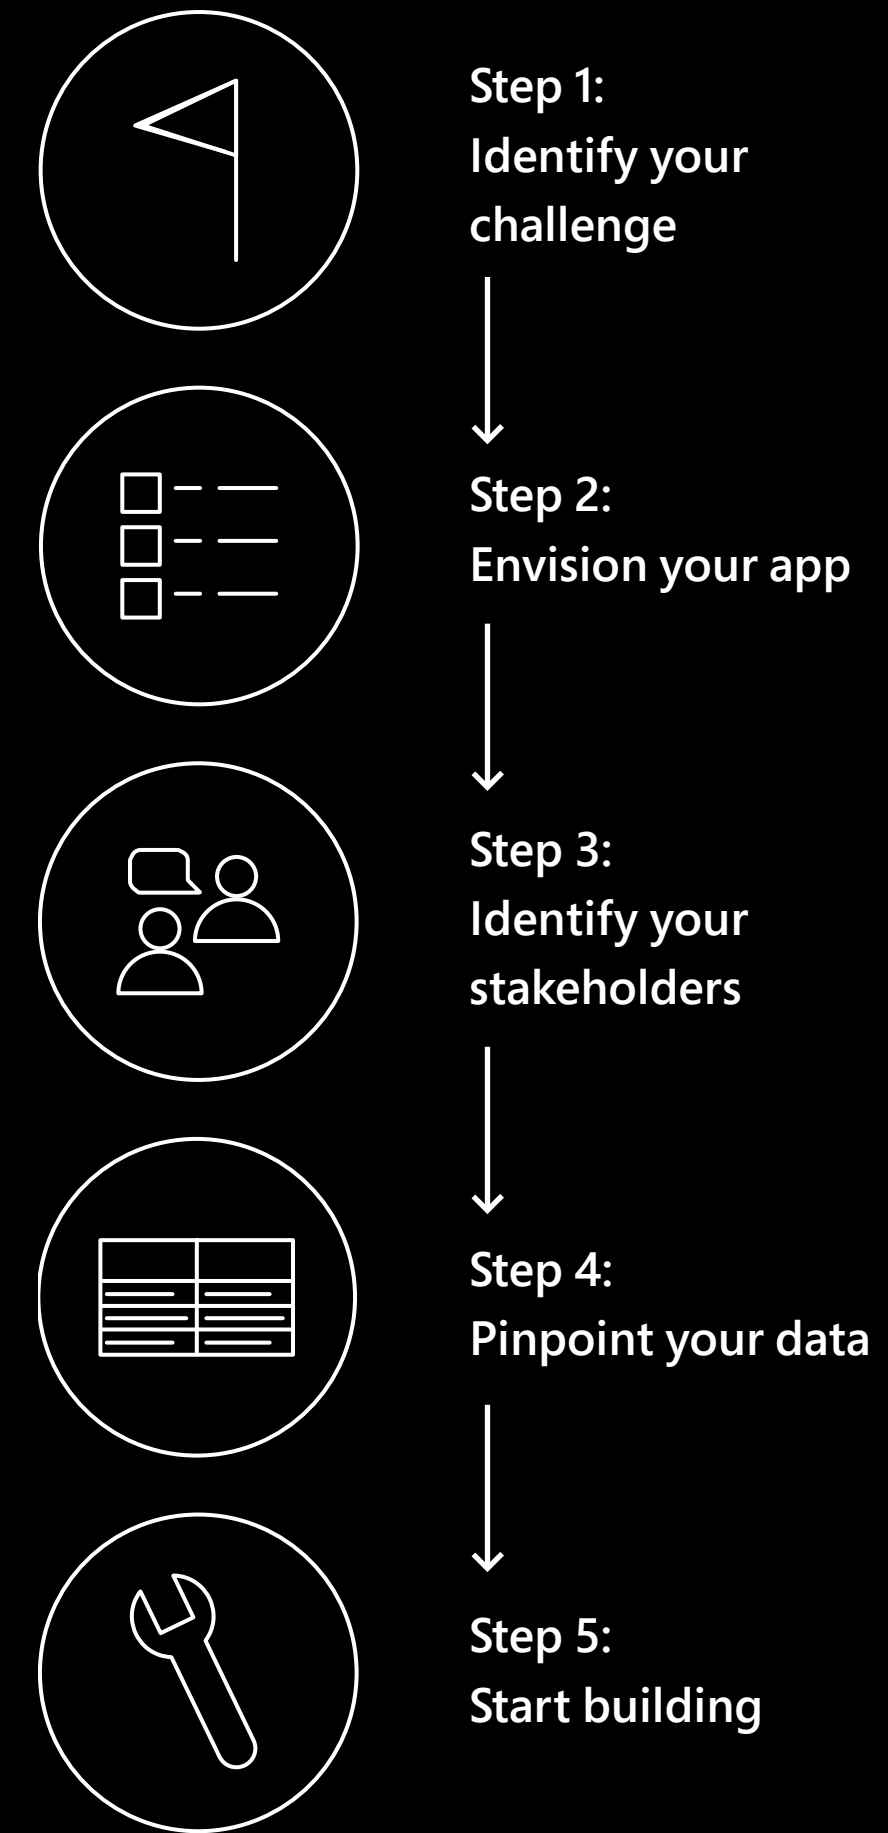 Step 1:
Identify your
challenge
Step 2:
Envision your app
Step 3:
Identify your
stakeholders
Step 4:
Pinpoint your data
Step 5:
Start building